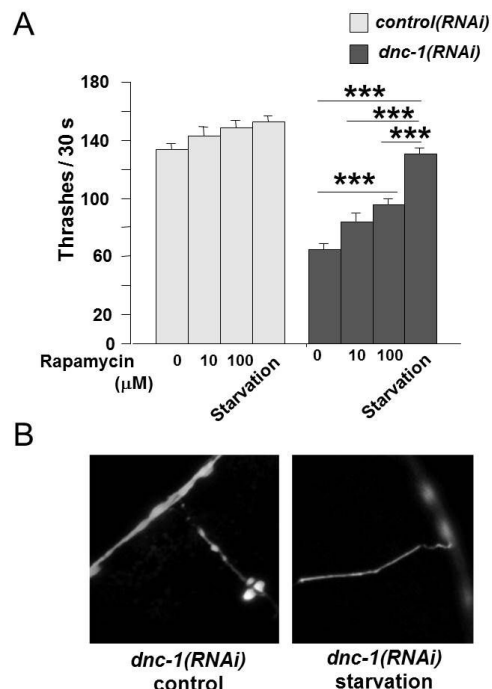 A
control(RNAi)
dnc-1(RNAi)
Thrashes / 30 s
180
140
100
60
20
0
***
***
***
***
Rapamycin
(µM)
0 10 100 Starvation
0 10 100 Starvation
B
dnc-1(RNAi)
control
dnc-1(RNAi)
starvation